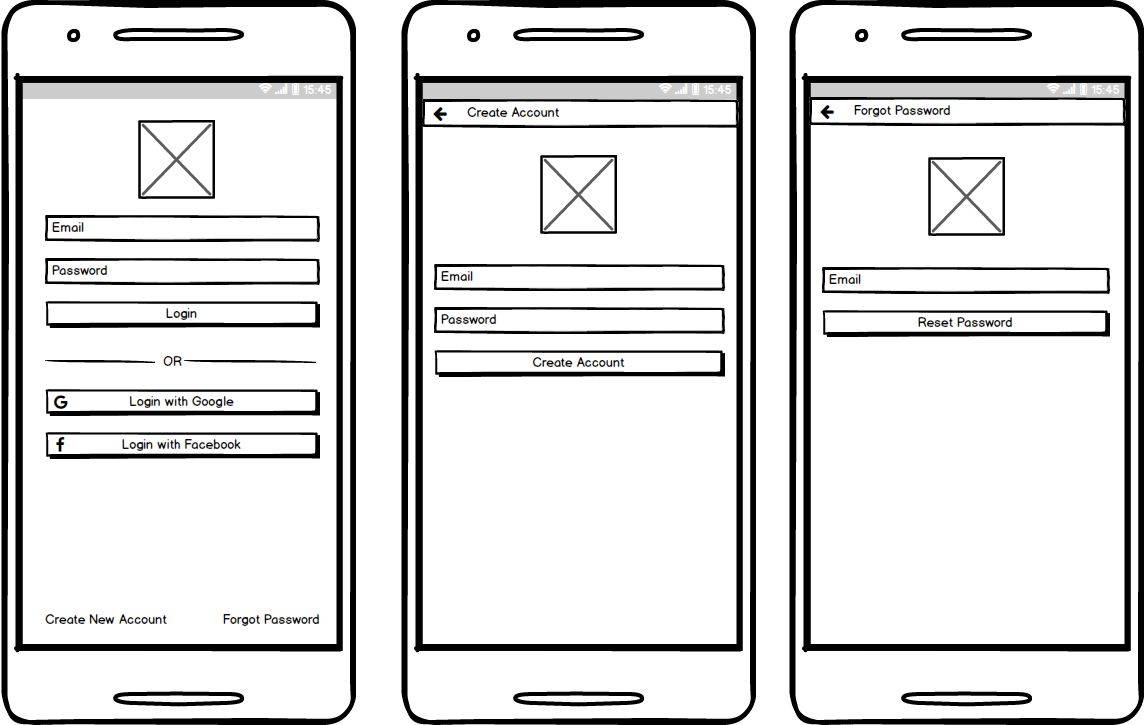 15:45
Email
Password
Login
OR
G Login with Google
f Login with Facebook
Create New Account Forgot Password
15:45
Create Account
Email
Password
Create Account
15:45
Forgot Password
Email
Reset Password